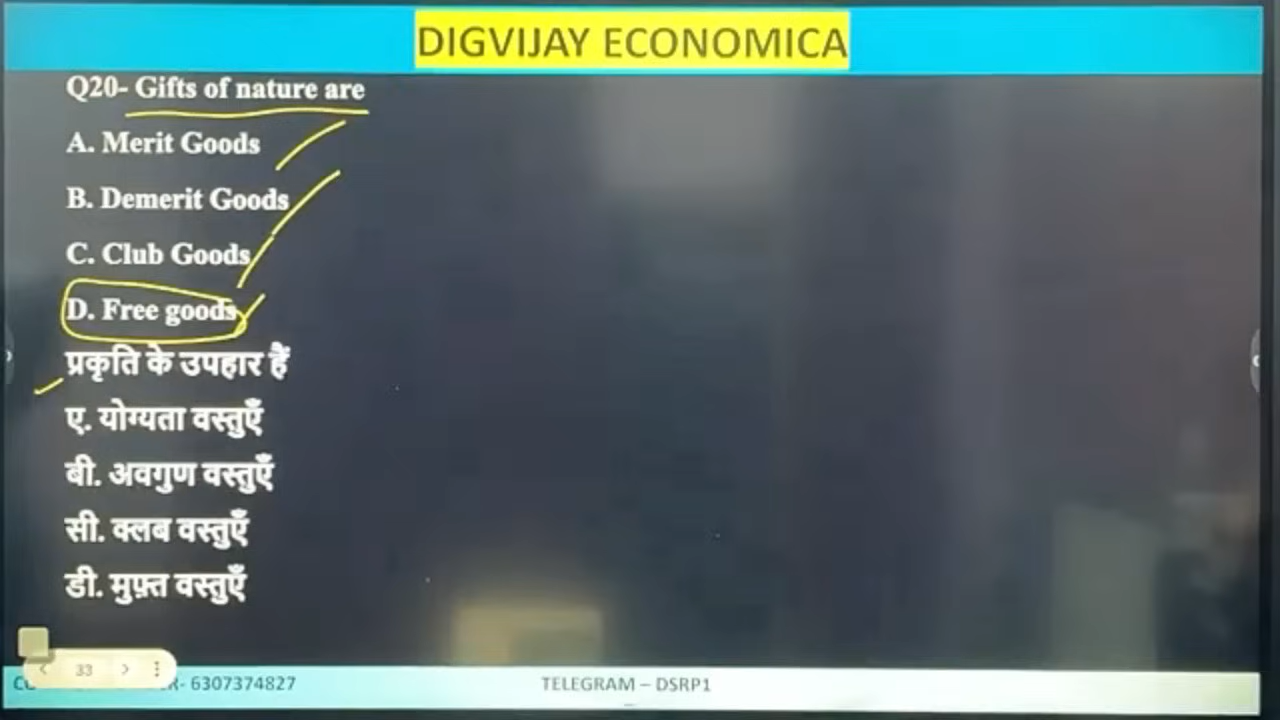 DIGVIJAY ECONOMICA
Q20- Gifts of nature are
A. Merit Goods
B. Demerit Goods
C. Club Goods
D. Free goods
प्रकृति के उपहार हैं
ए. योग्यता वस्तुएँ
बी. अवगुण वस्तुएँ
सी. क्लब वस्तुएँ
डी. मुफ़्त वस्तुएँ
33
6307374827
TELEGRAM – DSRP1